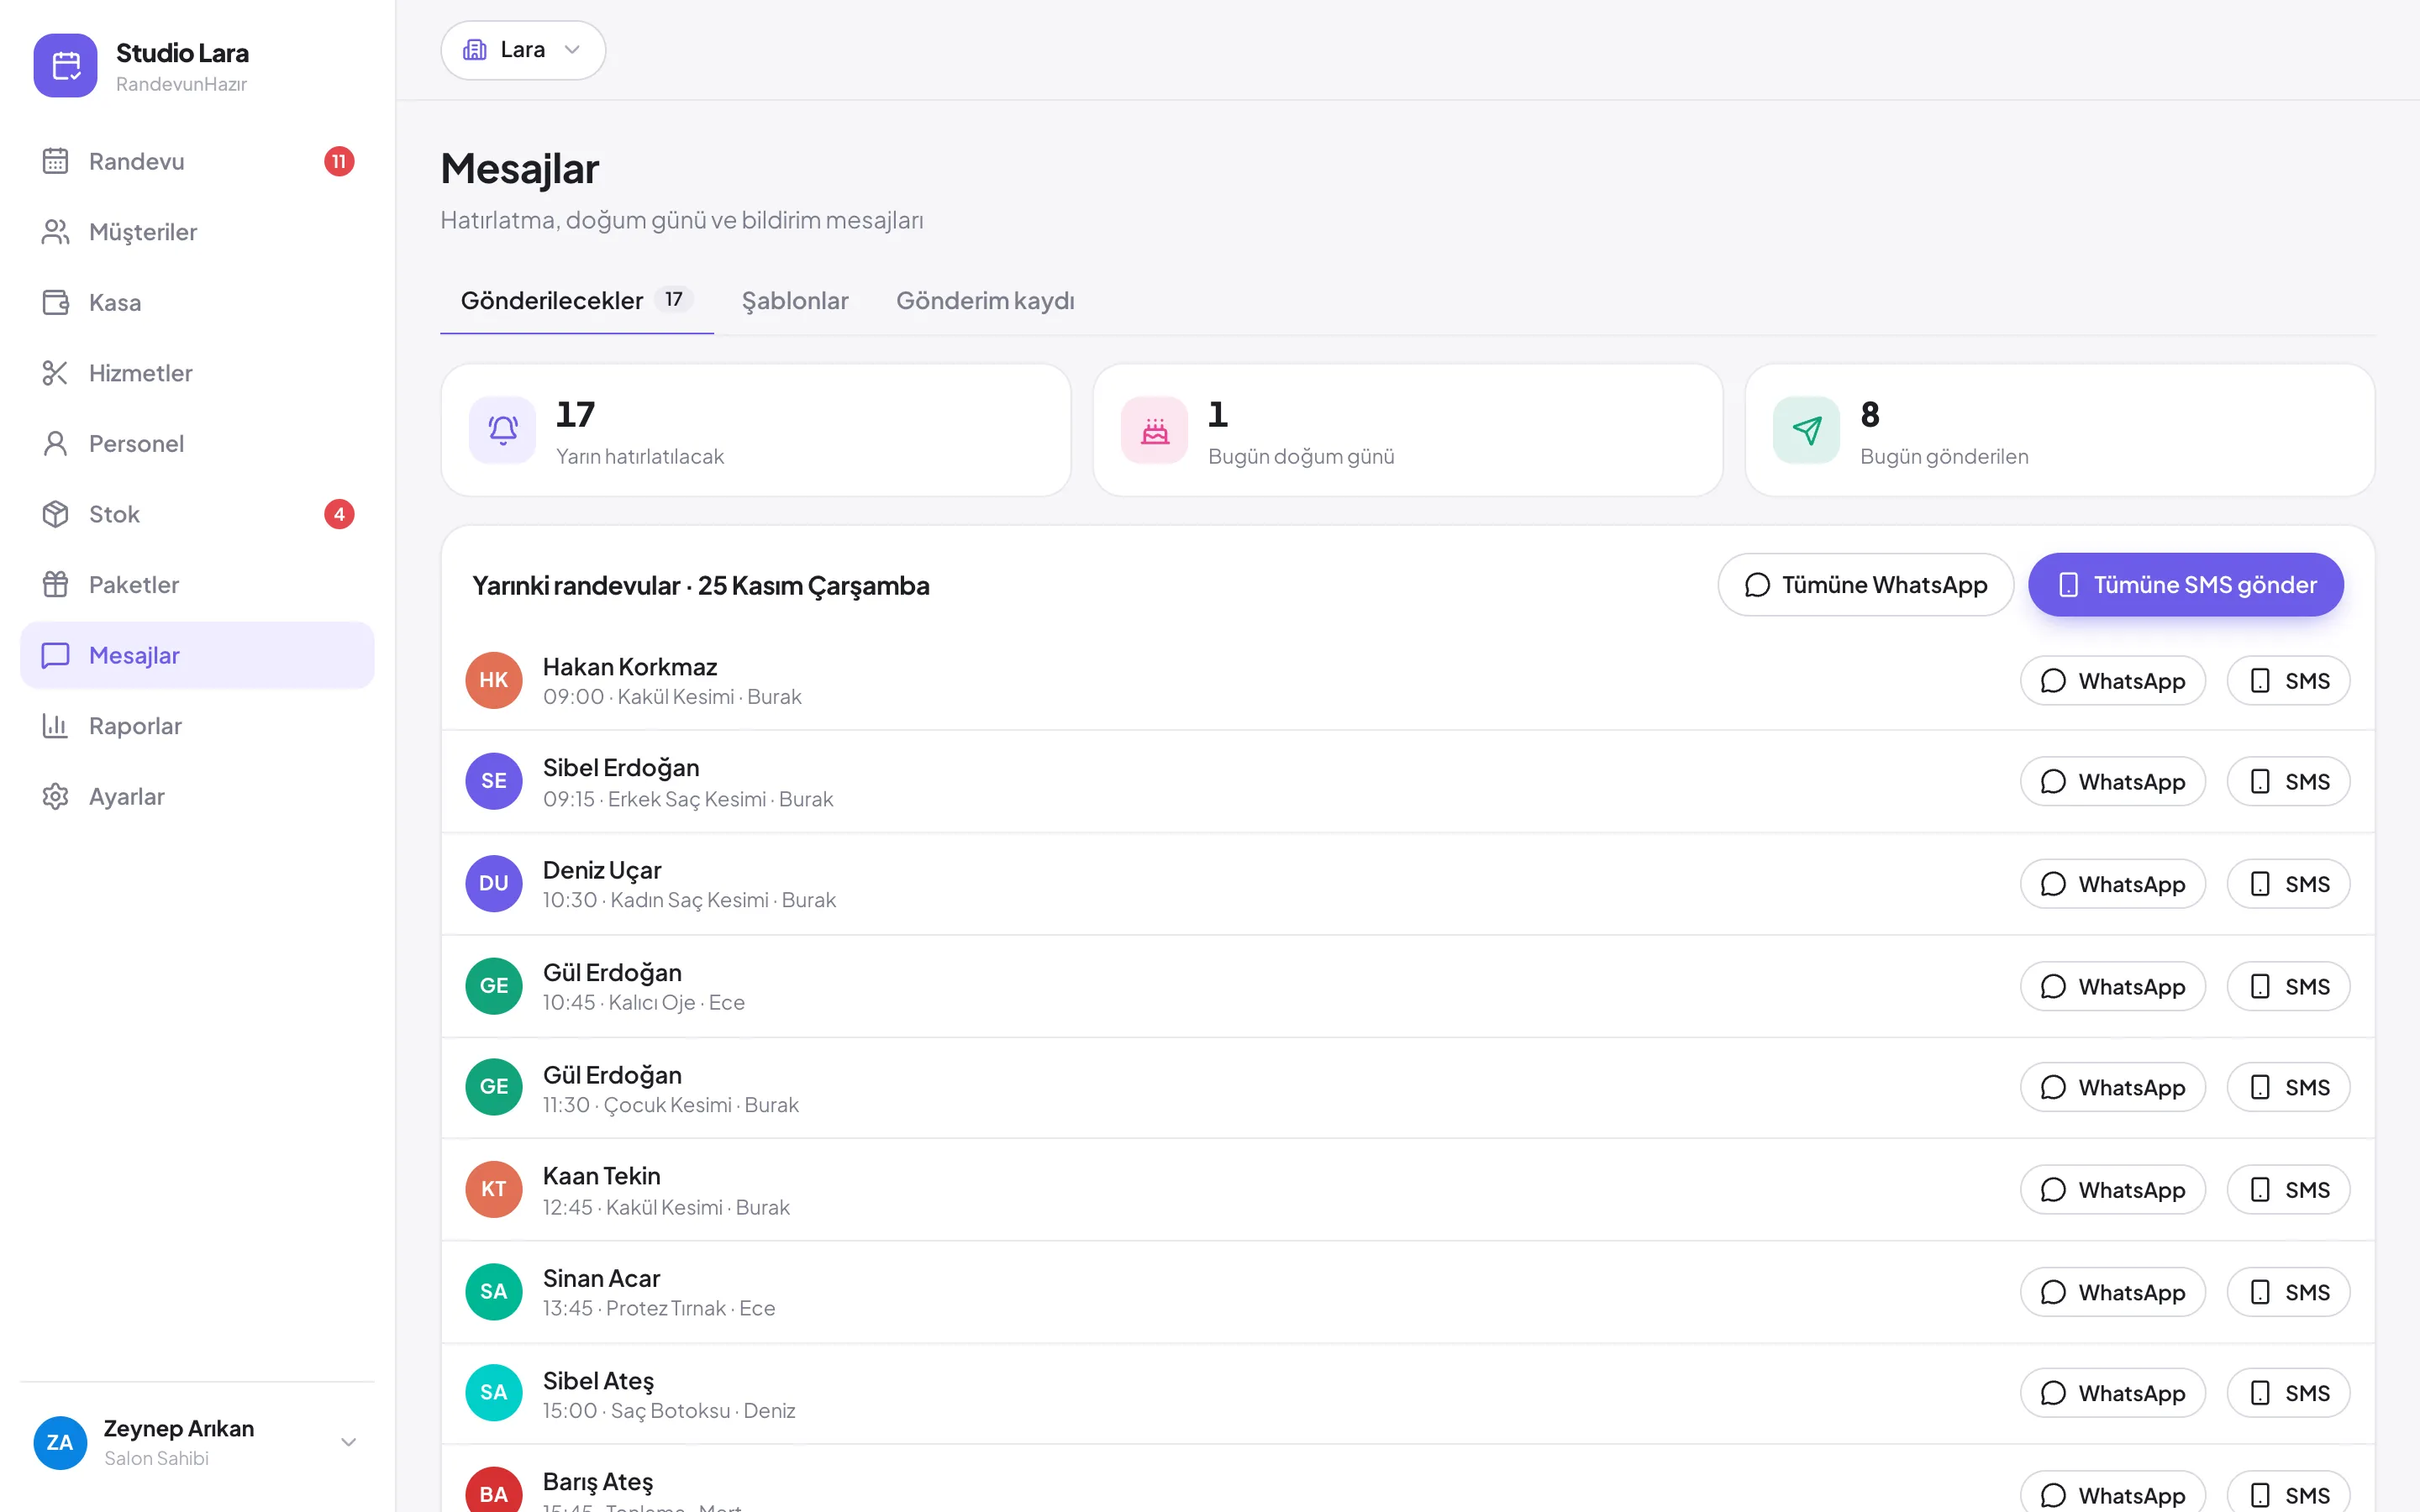 Studio Lara
RandevunHazır
Randevu 11
Müşteriler
Kasa
Hizmetler
Personel
Stok 4
Paketler
Mesajlar
Raporlar
Ayarlar
ZA Zeynep Arıkan
Salon Sahibi
Lara
Mesajlar
Hatırlatma, doğum günü ve bildirim mesajları
Gönderilecekler 17 Şablonlar Gönderim kaydı
17
Yarın hatırlatılacak
1
Bugün doğum günü
8
Bugün gönderilen
Yarınki randevular · 25 Kasım Çarşamba Tümüne WhatsApp Tümüne SMS gönder
HK Hakan Korkmaz WhatsApp SMS
09:00 · Kakül Kesimi · Burak
SE Sibel Erdoğan WhatsApp SMS
09:15 · Erkek Saç Kesimi · Burak
DU Deniz Uçar WhatsApp SMS
10:30 · Kadın Saç Kesimi · Burak
GE Gül Erdoğan WhatsApp SMS
10:45 · Kalıcı Oje · Ece
GE Gül Erdoğan WhatsApp SMS
11:30 · Çocuk Kesimi · Burak
KT Kaan Tekin WhatsApp SMS
12:45 · Kakül Kesimi · Burak
SA Sinan Acar WhatsApp SMS
13:45 · Protez Tırnak · Ece
SA Sibel Ateş WhatsApp SMS
15:00 · Saç Botoksu · Deniz
BA Barış Ateş WhatsApp SMS